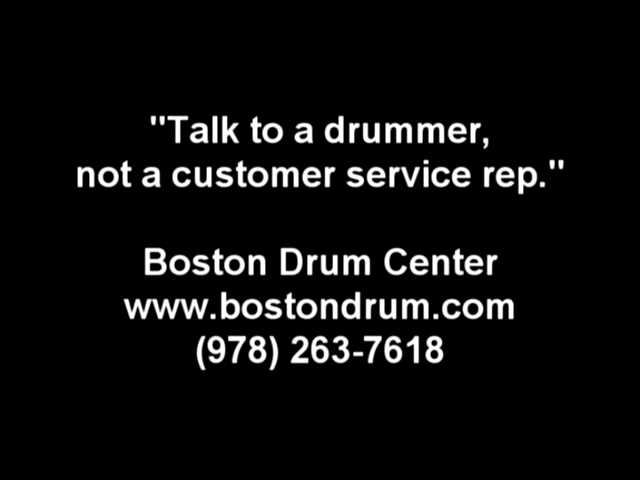 "Talk to a drummer,
not a customer service rep."
Boston Drum Center
www.bostondrum.com
(978) 263-7618